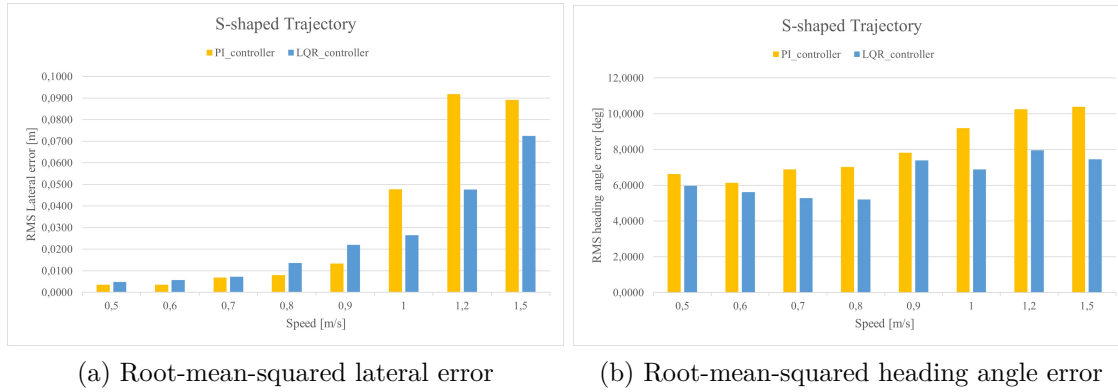 S-shaped Trajectory
PI_controller LQR_controller
RMS Lateral error [m]
0,1000
0,0900
0,0800
0,0700
0,0600
0,0500
0,0400
0,0300
0,0200
0,0100
0,0000
0,5 0,6 0,7 0,8 0,9 1 1,2 1,5
Speed [m/s]
(a) Root-mean-squared lateral error
S-shaped Trajectory
PI_controller LQR_controller
RMS heading angle error [deg]
12,0000
10,0000
8,0000
6,0000
4,0000
2,0000
0,0000
0,5 0,6 0,7 0,8 0,9 1 1,2 1,5
Speed [m/s]
(b) Root-mean-squared heading angle error